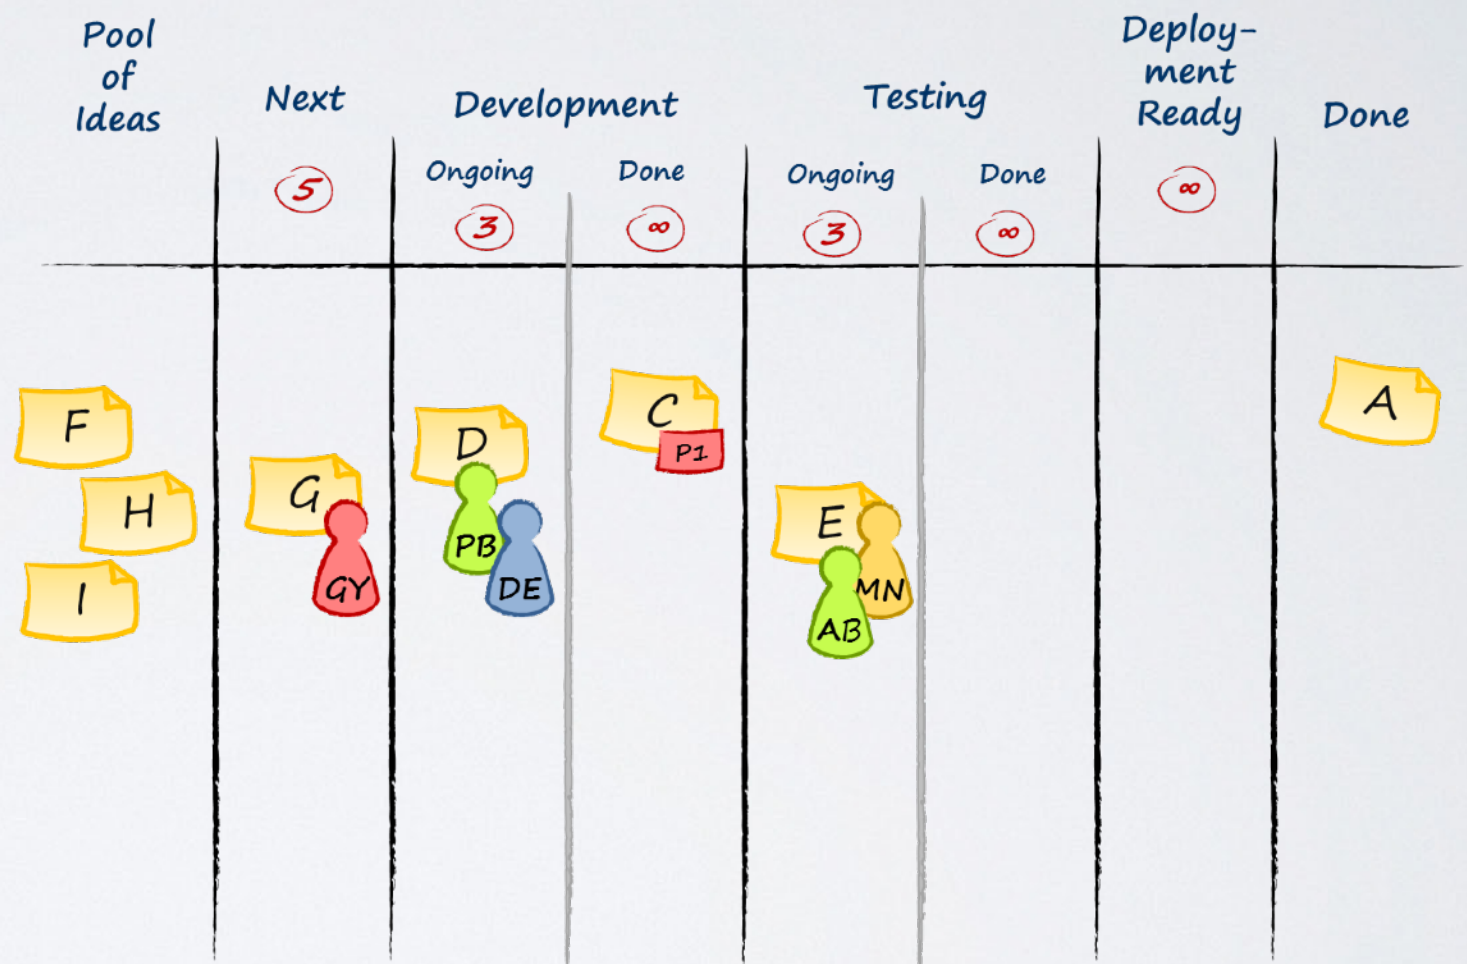 Pool
of
Ideas
Next
5
Development
Ongoing
3
Done
∞
Testing
Ongoing
3
Done
∞
Deploy-
ment
Ready
∞
Done
F
H
I
G
GY
D
PB
DE
C
P1
E
MN
AB
A